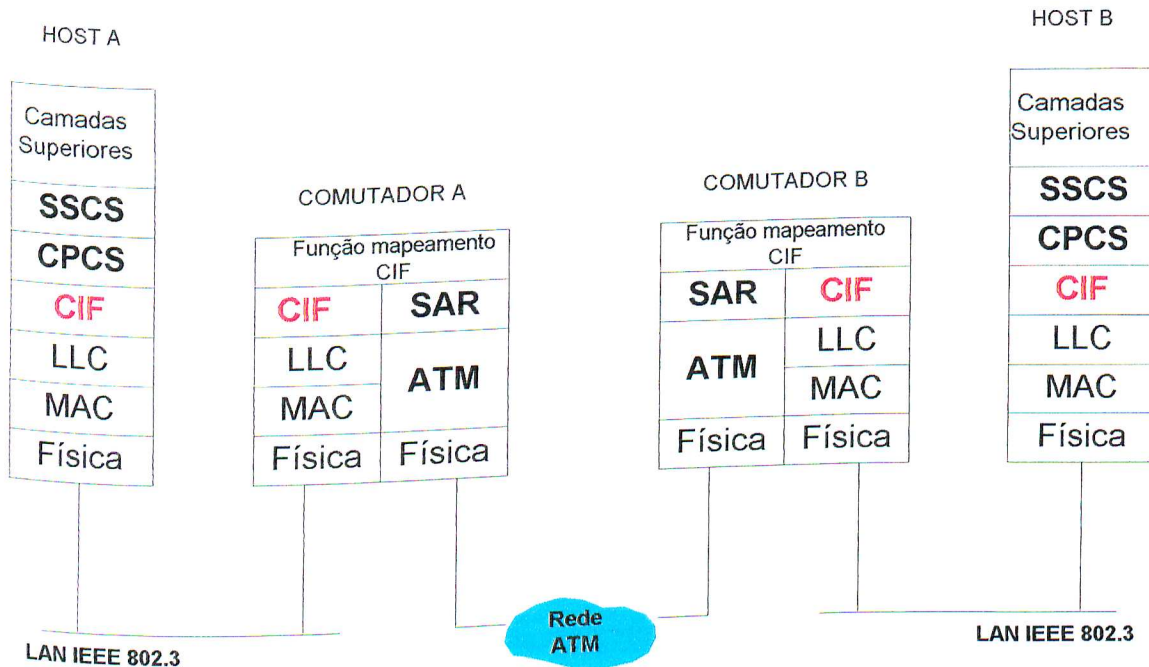 HOST A
Camadas
Superiores
SSCS
CPCS
CIF
LLC
MAC
Física
COMUTADOR A
Função mapeamento
CIF
CIF
LLC
MAC
Física
SAR
ATM
Física
COMUTADOR B
Função mapeamento
CIF
SAR
ATM
Física
CIF
LLC
MAC
Física
HOST B
Camadas
Superiores
SSCS
CPCS
CIF
LLC
MAC
Física
LAN IEEE 802.3
Rede
ATM
LAN IEEE 802.3